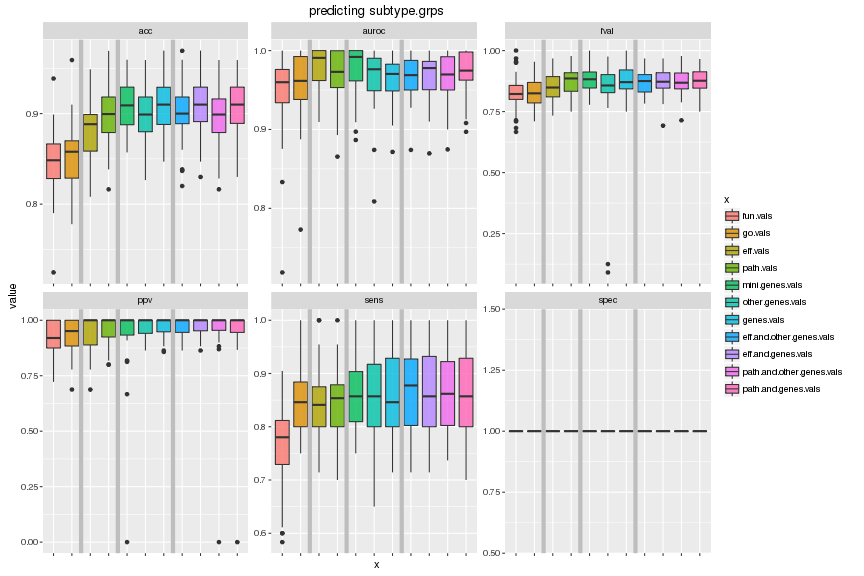 predicting subtype.grps
acc
auroc
fval
0.9
0.8
1.0
0.9
0.8
1.00
0.75
0.50
0.25
value
ppv
sens
spec
1.00
0.75
0.50
0.25
0.00
1.0
0.9
0.8
0.7
0.6
1.50
1.25
1.00
0.75
0.50
x
x
fun.vals
go.vals
eff.vals
path.vals
mini.genes.vals
other.genes.vals
genes.vals
eff.and.other.genes.vals
eff.and.genes.vals
path.and.other.genes.vals
path.and.genes.vals